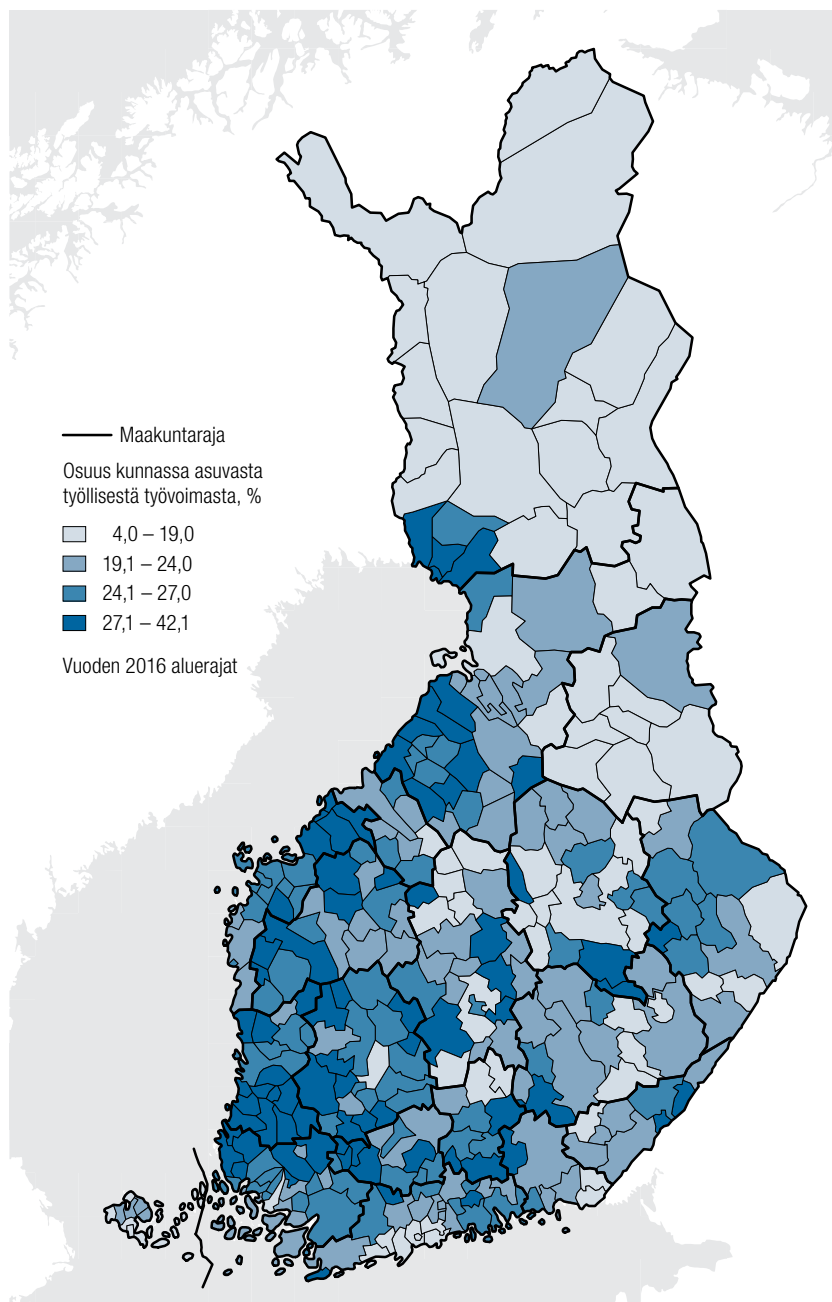 Maakuntaraja
Osuus kunnassa asuvasta
työllisestä työvoimasta, %
4,0 – 19,0
19,1 – 24,0
24,1 – 27,0
27,1 – 42,1
Vuoden 2016 aluerajat